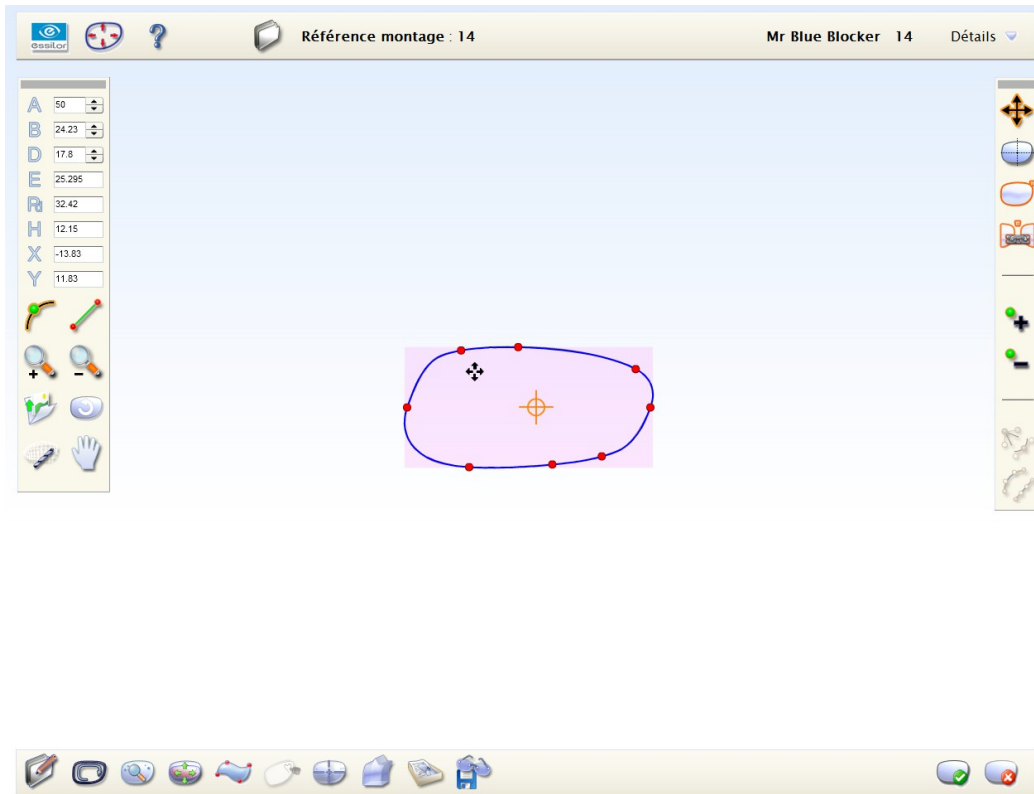 essilor
Référence montage : 14
Mr Blue Blocker 14
Détails
A 50
B 24.23
D 17.8
E 25.295
Rd 32.42
H 12.15
X -13.83
Y 11.83